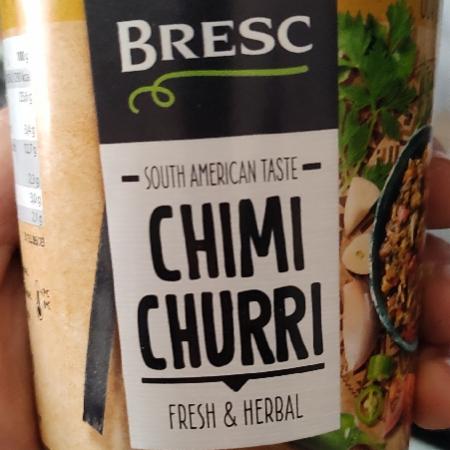 BRESC
SOUTH AMERICAN TASTE
CHIMI
CHURRI
FRESH & HERBAL